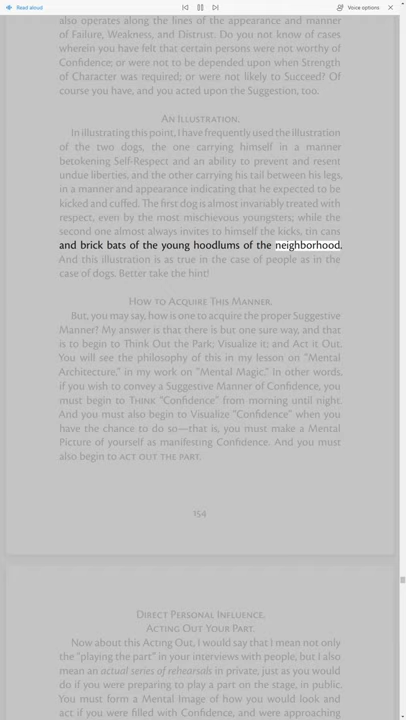 Read aloud
Voice options
also operates along the lines of the appearance and manner
of Failure, Weakness, and Distrust. Do you not know of cases
wherein you have felt that certain persons were not worthy of
Confidence; or were not to be depended upon when Strength
of Character was required; or were not likely to Succeed? Of
course you have, and you acted upon the Suggestion, too.
An Illustration.
In illustrating this point, I have frequently used the illustration
of the two dogs, the one carrying himself in a manner
betokening Self-Respect and an ability to prevent and resent
undue liberties, and the other carrying his tail between his legs,
in a manner and appearance indicating that he expected to be
kicked and cuffed. The first dog is almost invariably treated with
respect, even by the most mischievous youngsters; while the
second one almost always invites to himself the kicks, tin cans
and brick bats of the young hoodlums of the neighborhood.
And this illustration is as true in the case of people as in the
case of dogs. Better take the hint!
How to Acquire This Manner.
But, you may say, how is one to acquire the proper Suggestive
Manner? My answer is that there is but one sure way, and that
is to begin to Think Out the Part; Visualize it; and Act it Out.
You will see the philosophy of this in my lesson on “Mental
Architecture,” in my work on “Mental Magic.” In other words,
if you wish to convey a Suggestive Manner of Confidence, you
must begin to Think “Confidence” from morning until night.
And you must also begin to Visualize “Confidence” when you
have the chance to do so—that is, you must make a Mental
Picture of yourself as manifesting Confidence. And you must
also begin to act out the part.
154
Direct Personal Influence.
Acting Out Your Part.
Now about this Acting Out, I would say that I mean not only
the “playing the part” in your interviews with people, but I also
mean an actual series of rehearsals in private, just as you would
do if you were preparing to play a part on the stage, in public.
You must form a Mental Image of how you would look and
act if you were filled with Confidence, and were approaching